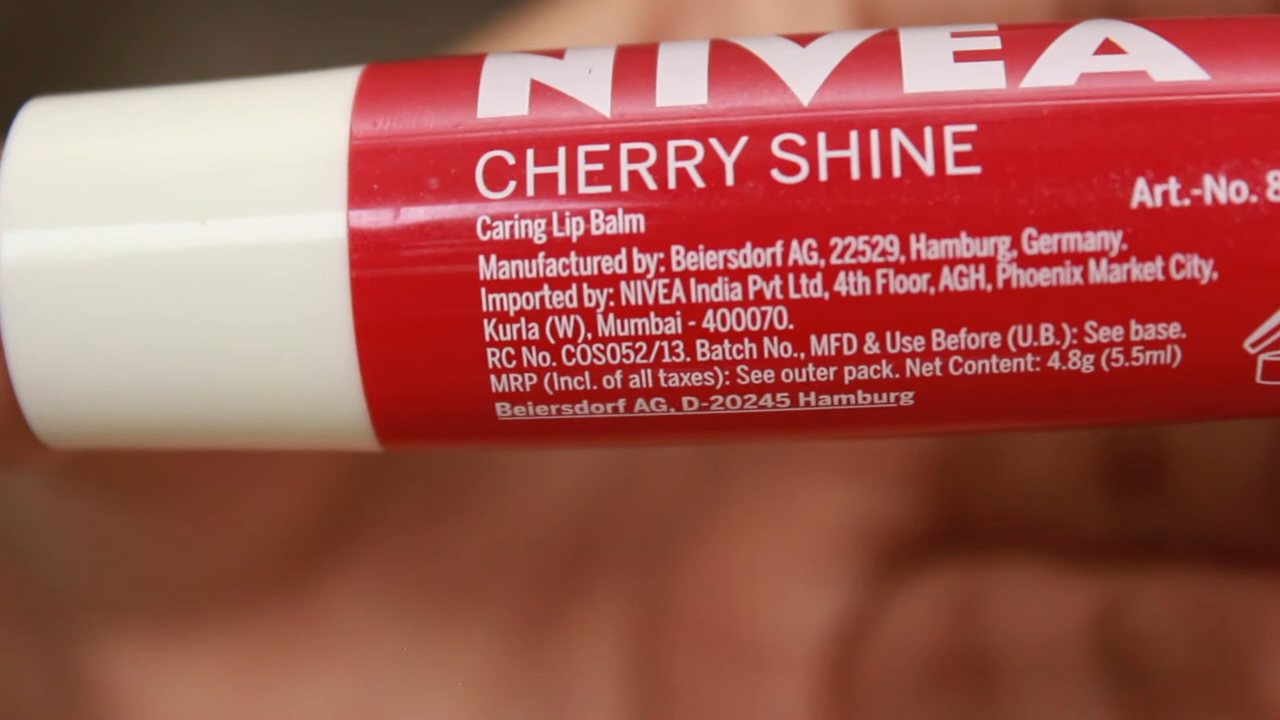 NIVEA
CHERRY SHINE
Caring Lip Balm
Art.-No. 8
Manufactured by: Beiersdorf AG, 22529, Hamburg, Germany.
Imported by: NIVEA India Pvt Ltd, 4th Floor, AGH, Phoenix Market City,
Kurla (W), Mumbai - 400070.
RC No. COS052/13. Batch No., MFD & Use Before (U.B.): See base.
MRP (Incl. of all taxes): See outer pack. Net Content: 4.8g (5.5ml)
Beiersdorf AG, D-20245 Hamburg